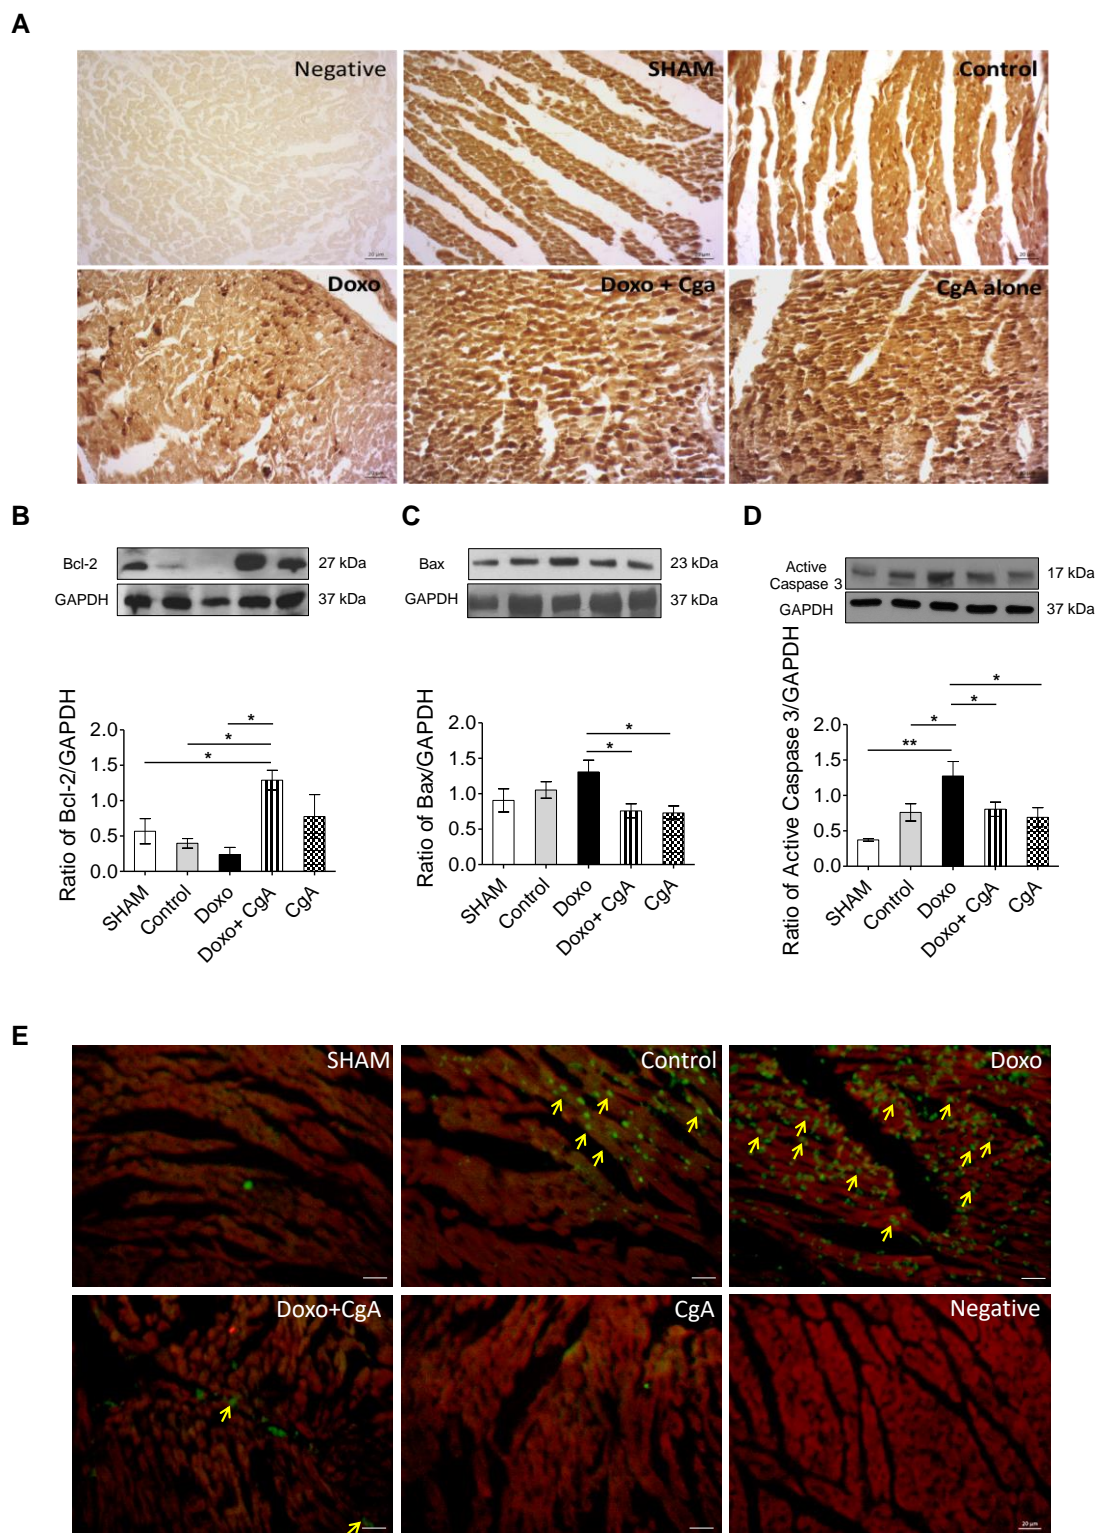 A
Negative
SHAM
Control
20 µm
Doxo
Doxo + Cga
CgA alone
B
C
D
Bcl-2
27 kDa
GAPDH
37 kDa
Bax
23 kDa
GAPDH
37 kDa
Active
Caspase 3
17 kDa
GAPDH
37 kDa
Ratio of Bcl-2/GAPDH
2.0
1.5
1.0
0.5
0.0
*
*
*
SHAM
Control
Doxo
Doxo+ CgA
CgA
Ratio of Bax/GAPDH
2.0
1.5
1.0
0.5
0.0
*
*
SHAM
Control
Doxo
Doxo+ CgA
CgA
Ratio of Active Caspase 3/GAPDH
2.0
1.5
1.0
0.5
0.0
*
*
*
**
SHAM
Control
Doxo
Doxo+ CgA
CgA
E
SHAM
Control
Doxo
Doxo+CgA
CgA
Negative
20 µm